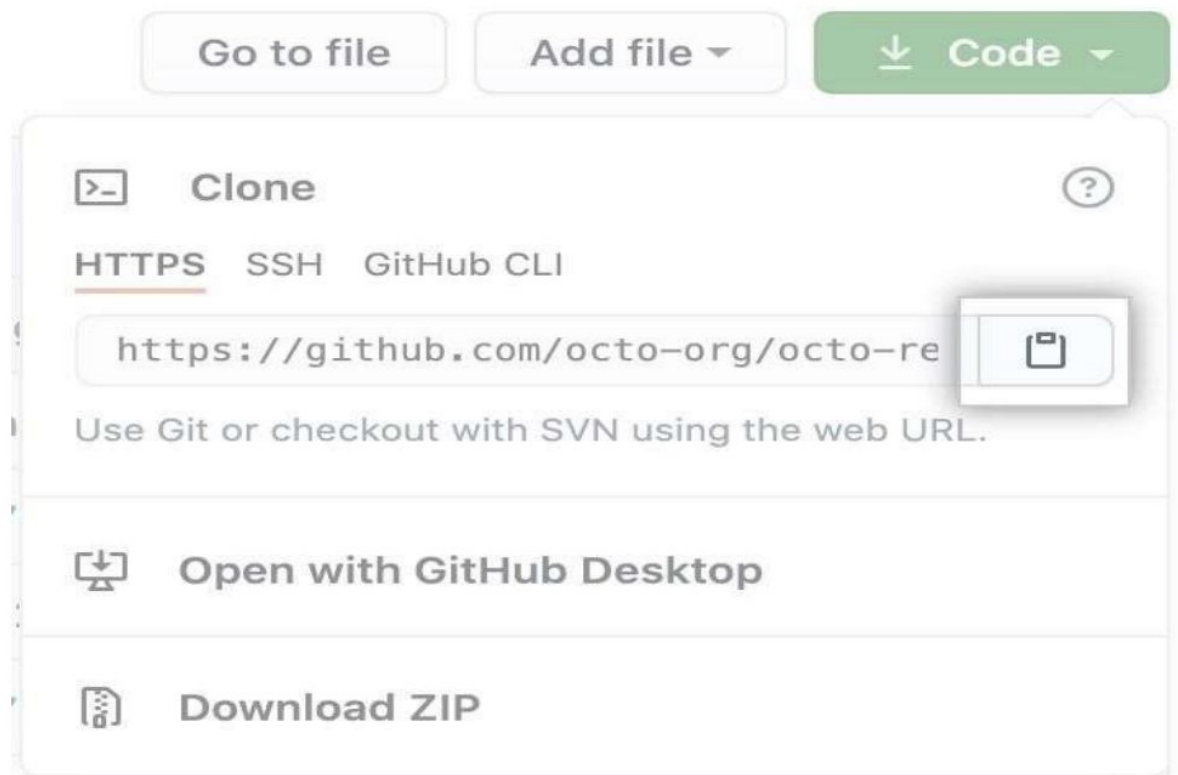 Go to file Add file Code
Clone
HTTPS SSH GitHub CLI
https://github.com/octo-org/octo-re
Use Git or checkout with SVN using the web URL.
Open with GitHub Desktop
Download ZIP